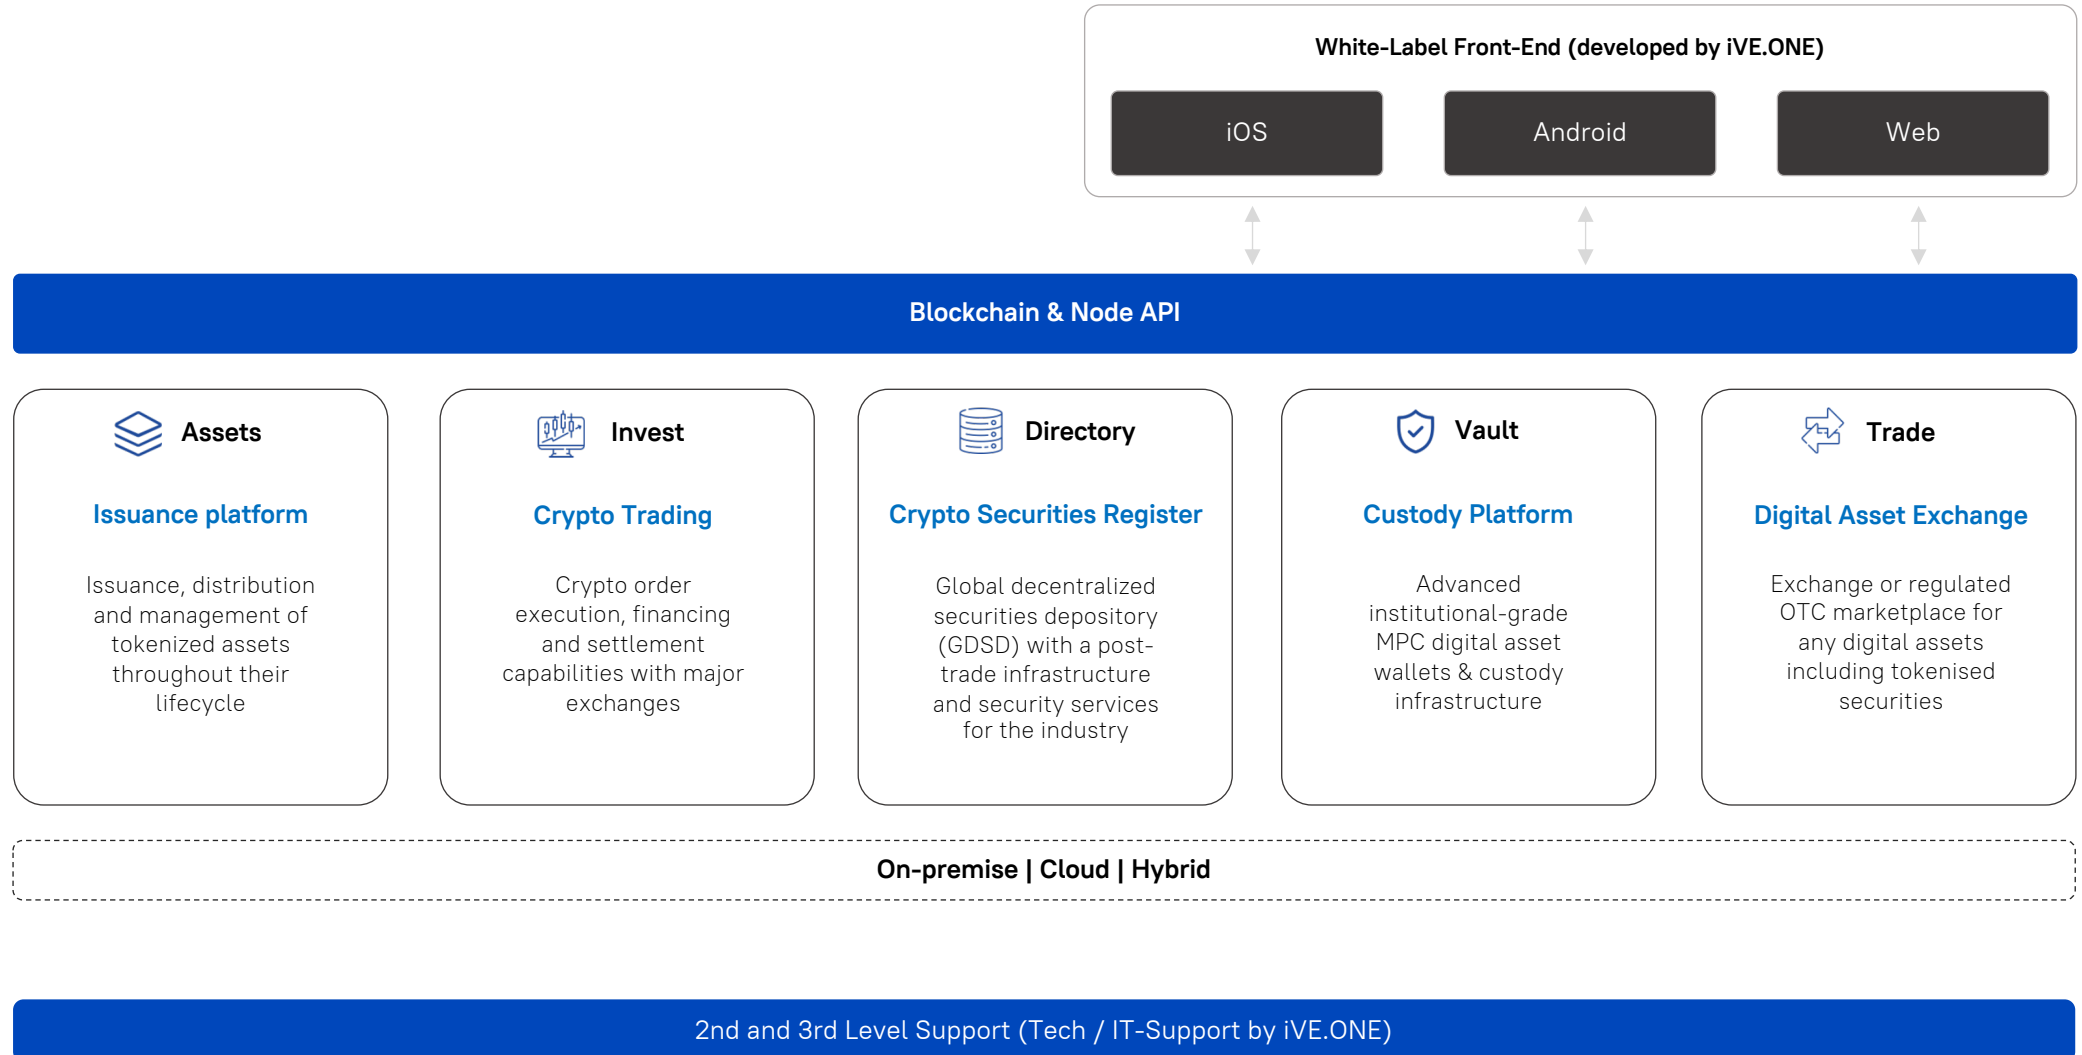 White-Label Front-End (developed by iVE.ONE)
iOS
Android
Web
Blockchain & Node API
Assets
Issuance platform
Issuance, distribution
and management of
tokenized assets
throughout their
lifecycle
Invest
Crypto Trading
Crypto order
execution, financing
and settlement
capabilities with major
exchanges
Directory
Crypto Securities Register
Global decentralized
securities depository
(GDSD) with a post-
trade infrastructure
and security services
for the industry
Vault
Custody Platform
Advanced
institutional-grade
MPC digital asset
wallets & custody
infrastructure
Trade
Digital Asset Exchange
Exchange or regulated
OTC marketplace for
any digital assets
including tokenised
securities
On-premise | Cloud | Hybrid
2nd and 3rd Level Support (Tech / IT-Support by iVE.ONE)